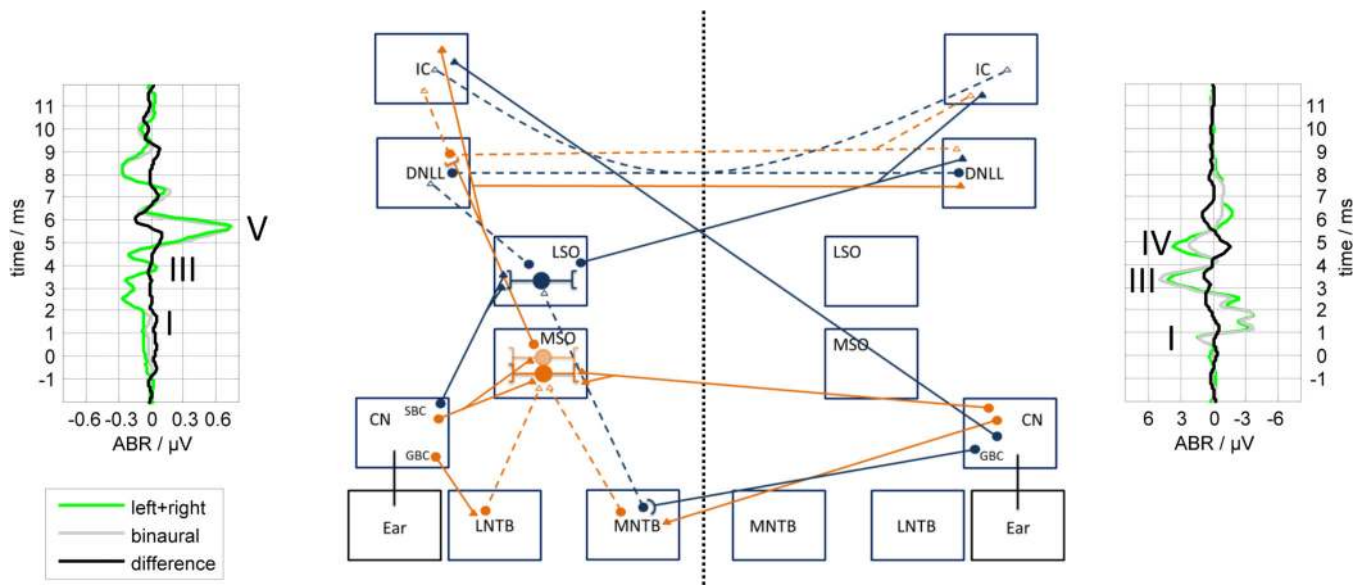 11
10
9
8
7
6
5
4
3
2
1
0
-1
time / ms
V
III
I
-0.6 -0.3 0 0.3 0.6
ABR / µV
left+right
binaural
difference
IC
DNLL
LSO
MSO
CN
SBC
GBC
Ear
LNTB
MNTB
IC
DNLL
LSO
MSO
CN
GBC
MNTB
LNTB
Ear
IV
III
I
11
10
9
8
7
6
5
4
3
2
1
0
-1
time / ms
6 3 0 -3 -6
ABR / µV